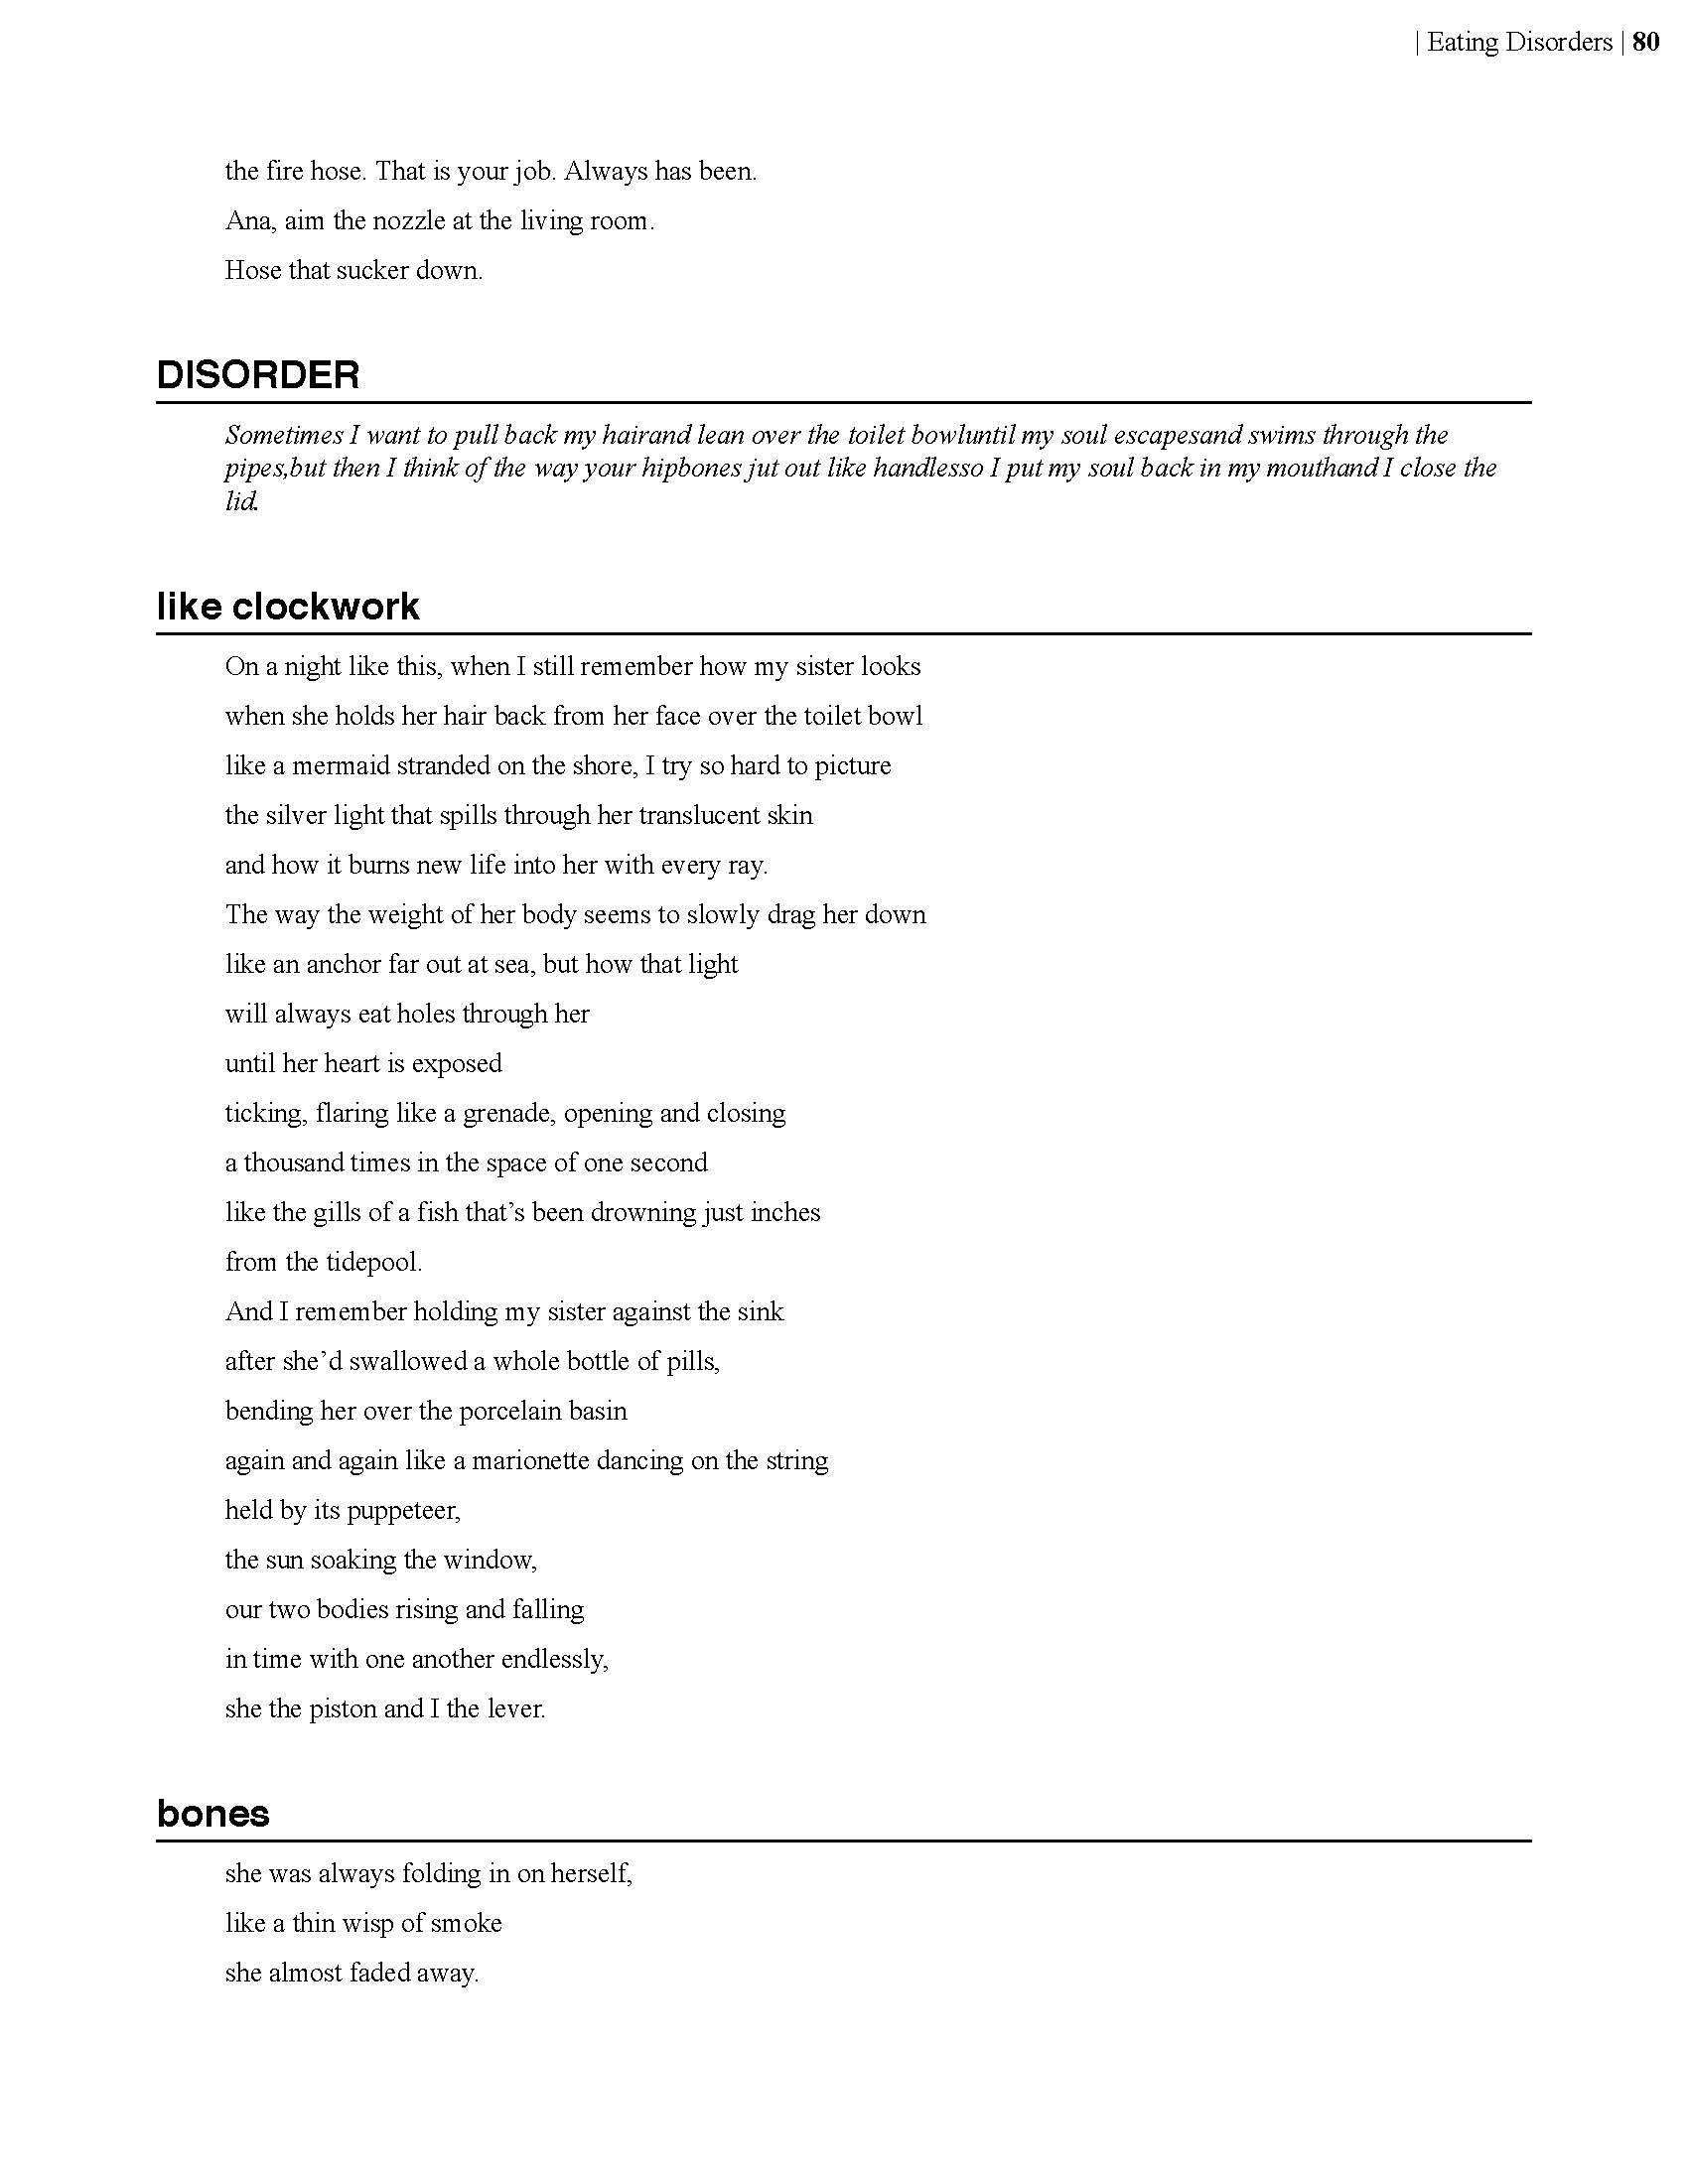 | Eating Disorders | 80
the fire hose. That is your job. Always has been.
Ana, aim the nozzle at the living room.
Hose that sucker down.
DISORDER
Sometimes I want to pull back my hairand lean over the toilet bowluntil my soul escapesand swims through the
pipes,but then I think of the way your hipbones jut out like handlesso I put my soul back in my mouthand I close the
lid.
like clockwork
On a night like this, when I still remember how my sister looks
when she holds her hair back from her face over the toilet bowl
like a mermaid stranded on the shore, I try so hard to picture
the silver light that spills through her translucent skin
and how it burns new life into her with every ray.
The way the weight of her body seems to slowly drag her down
like an anchor far out at sea, but how that light
will always eat holes through her
until her heart is exposed
ticking, flaring like a grenade, opening and closing
a thousand times in the space of one second
like the gills of a fish that’s been drowning just inches
from the tidepool.
And I remember holding my sister against the sink
after she’d swallowed a whole bottle of pills,
bending her over the porcelain basin
again and again like a marionette dancing on the string
held by its puppeteer,
the sun soaking the window,
our two bodies rising and falling
in time with one another endlessly,
she the piston and I the lever.
bones
she was always folding in on herself,
like a thin wisp of smoke
she almost faded away.